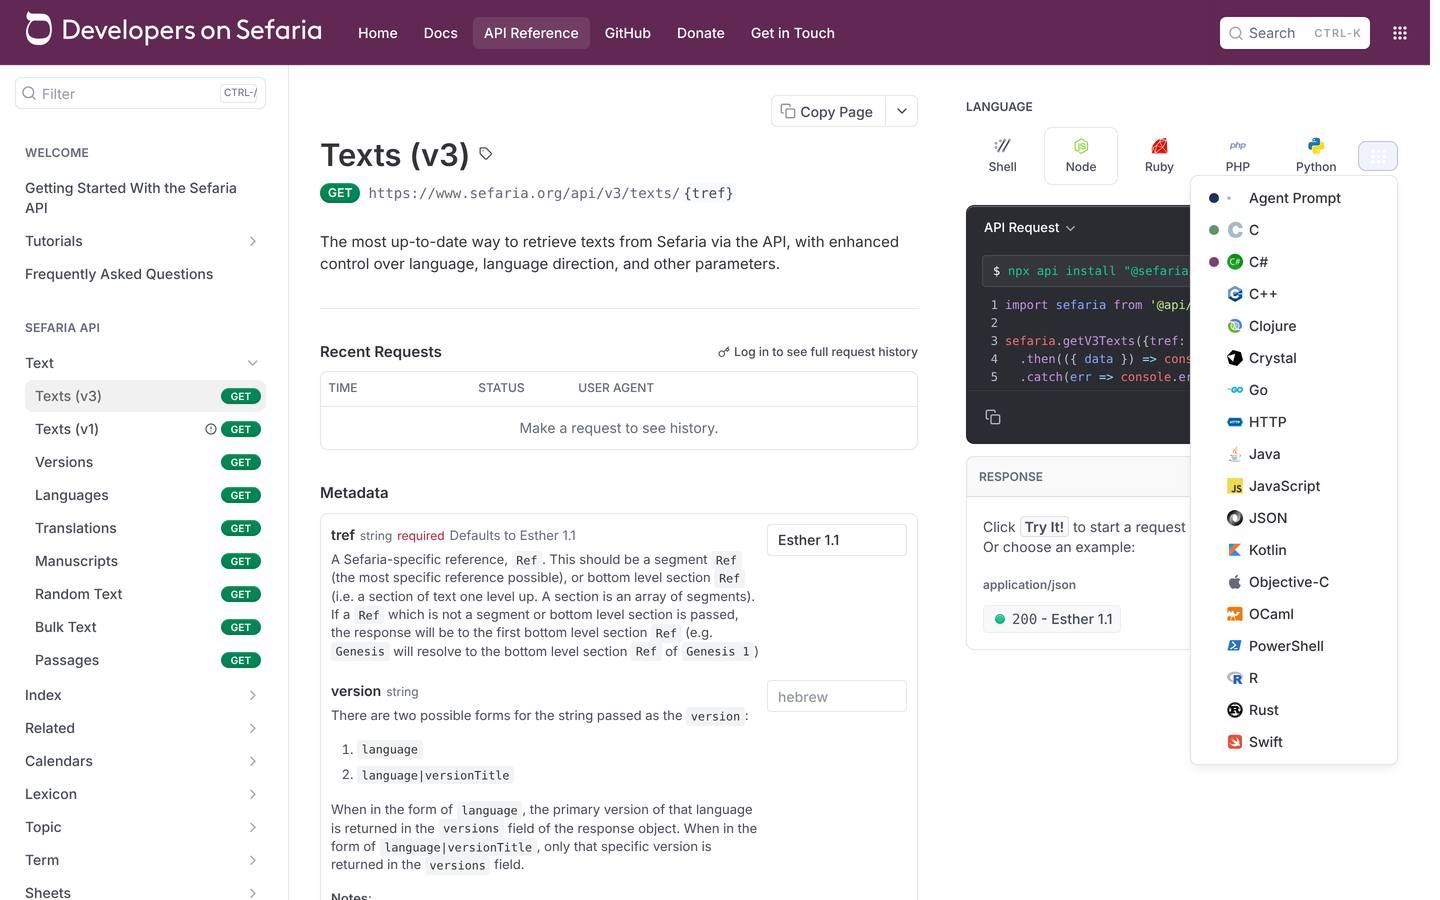 Developers on Sefaria
Home
Docs
API Reference
GitHub
Donate
Get in Touch
Search
CTRL-K
Filter
CTRL-/
WELCOME
Getting Started With the Sefaria
API
Tutorials
Frequently Asked Questions
SEFARIA API
Text
Texts (v3) GET
Texts (v1) GET
Versions GET
Languages GET
Translations GET
Manuscripts GET
Random Text GET
Bulk Text GET
Passages GET
Index
Related
Calendars
Lexicon
Topic
Term
Sheets
Copy Page
Texts (v3)
GET https://www.sefaria.org/api/v3/texts/{tref}
The most up-to-date way to retrieve texts from Sefaria via the API, with enhanced
control over language, language direction, and other parameters.
Recent Requests
Log in to see full request history
TIME STATUS USER AGENT
Make a request to see history.
Metadata
tref string required Defaults to Esther 1.1
Esther 1.1
A Sefaria-specific reference, Ref. This should be a segment Ref
(the most specific reference possible), or bottom level section Ref
(i.e. a section of text one level up. A section is an array of segments).
If a Ref which is not a segment or bottom level section is passed,
the response will be to the first bottom level section Ref (e.g.
Genesis will resolve to the bottom level section Ref of Genesis 1)
version string
hebrew
There are two possible forms for the string passed as the version:
1. language
2. language|versionTitle
When in the form of language, the primary version of that language
is returned in the versions field of the response object. When in the
form of language|versionTitle, only that specific version is
returned in the versions field.
Notes:
LANGUAGE
Shell
Node
Ruby
PHP
Python
API Request
$ npx api install "@sefaria
1 import sefaria from '@api/
2
3 sefaria.getV3Texts({tref:
4 .then(({ data }) => cons
5 .catch(err => console.er
RESPONSE
Click Try It! to start a request
Or choose an example:
application/json
200 - Esther 1.1
Agent Prompt
C
C#
C++
Clojure
Crystal
Go
HTTP
Java
JavaScript
JSON
Kotlin
Objective-C
OCaml
PowerShell
R
Rust
Swift